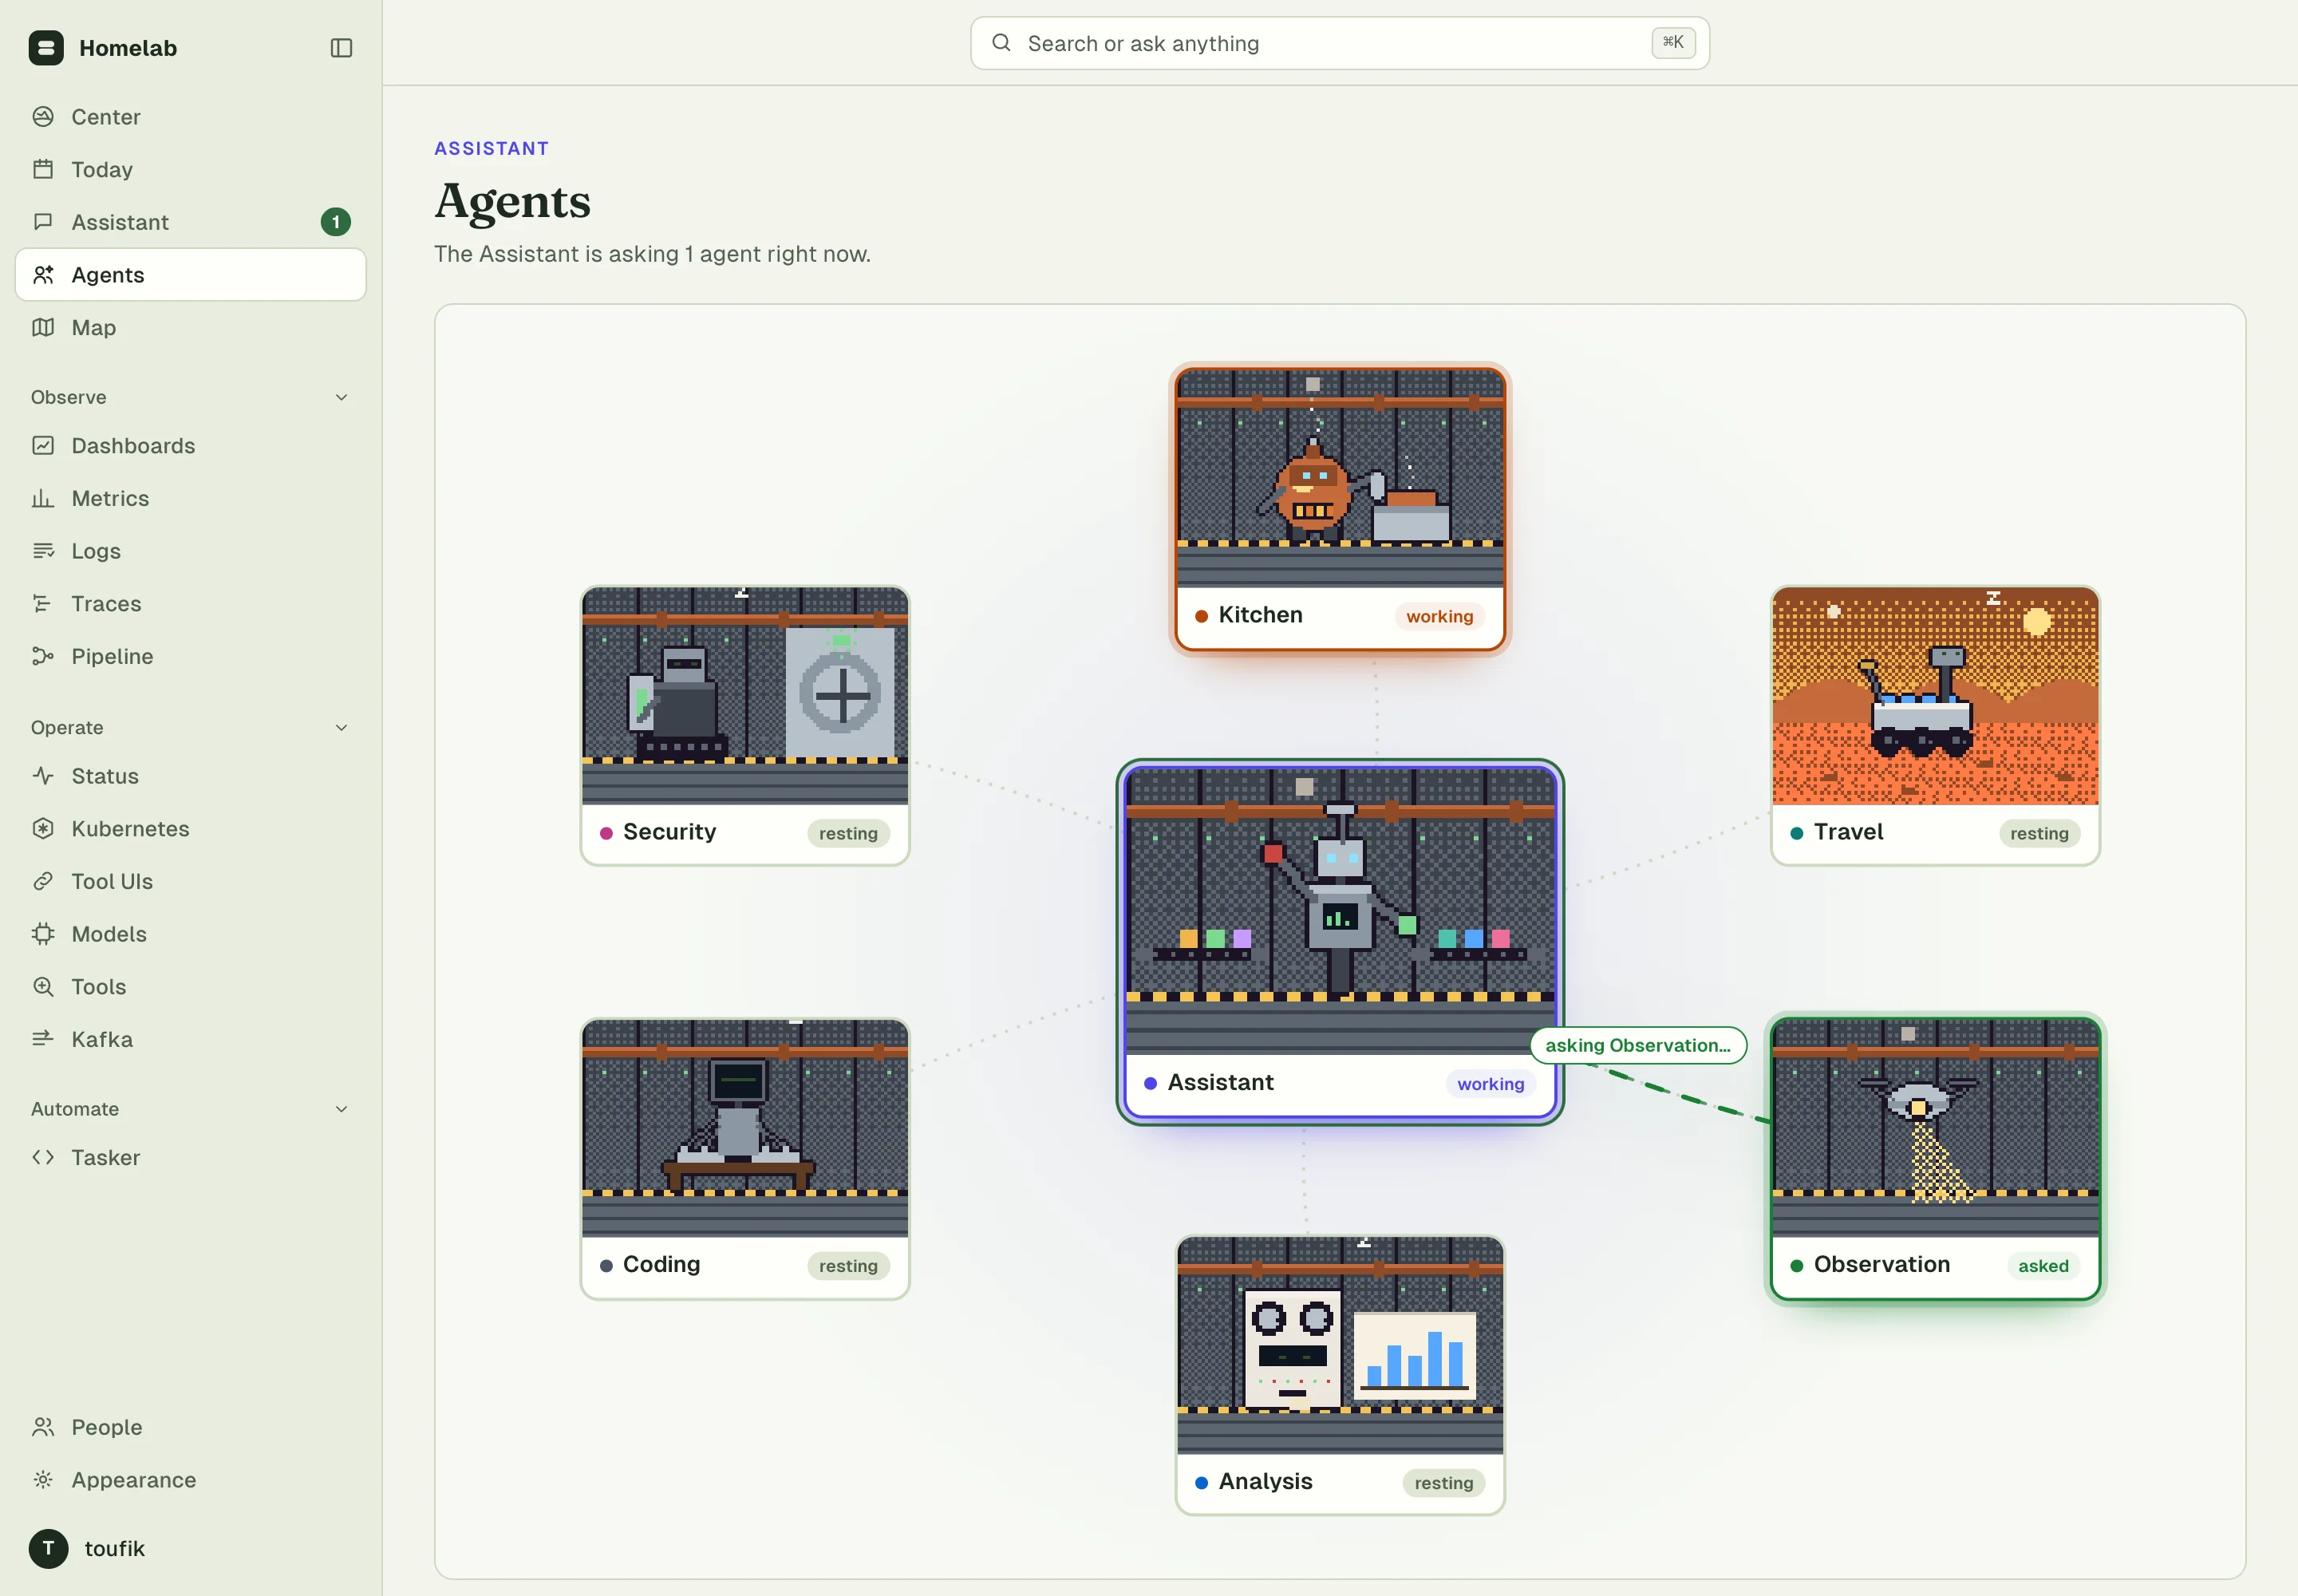 Homelab
Center
Today
Assistant 1
Agents
Map
Observe
Dashboards
Metrics
Logs
Traces
Pipeline
Operate
Status
Kubernetes
Tool UIs
Models
Tools
Kafka
Automate
Tasker
People
Appearance
T toufik
Search or ask anything ⌘K
ASSISTANT
Agents
The Assistant is asking 1 agent right now.
Kitchen working
Security resting
Travel resting
asking Observation...
Assistant working
Coding resting
Observation asked
Analysis resting